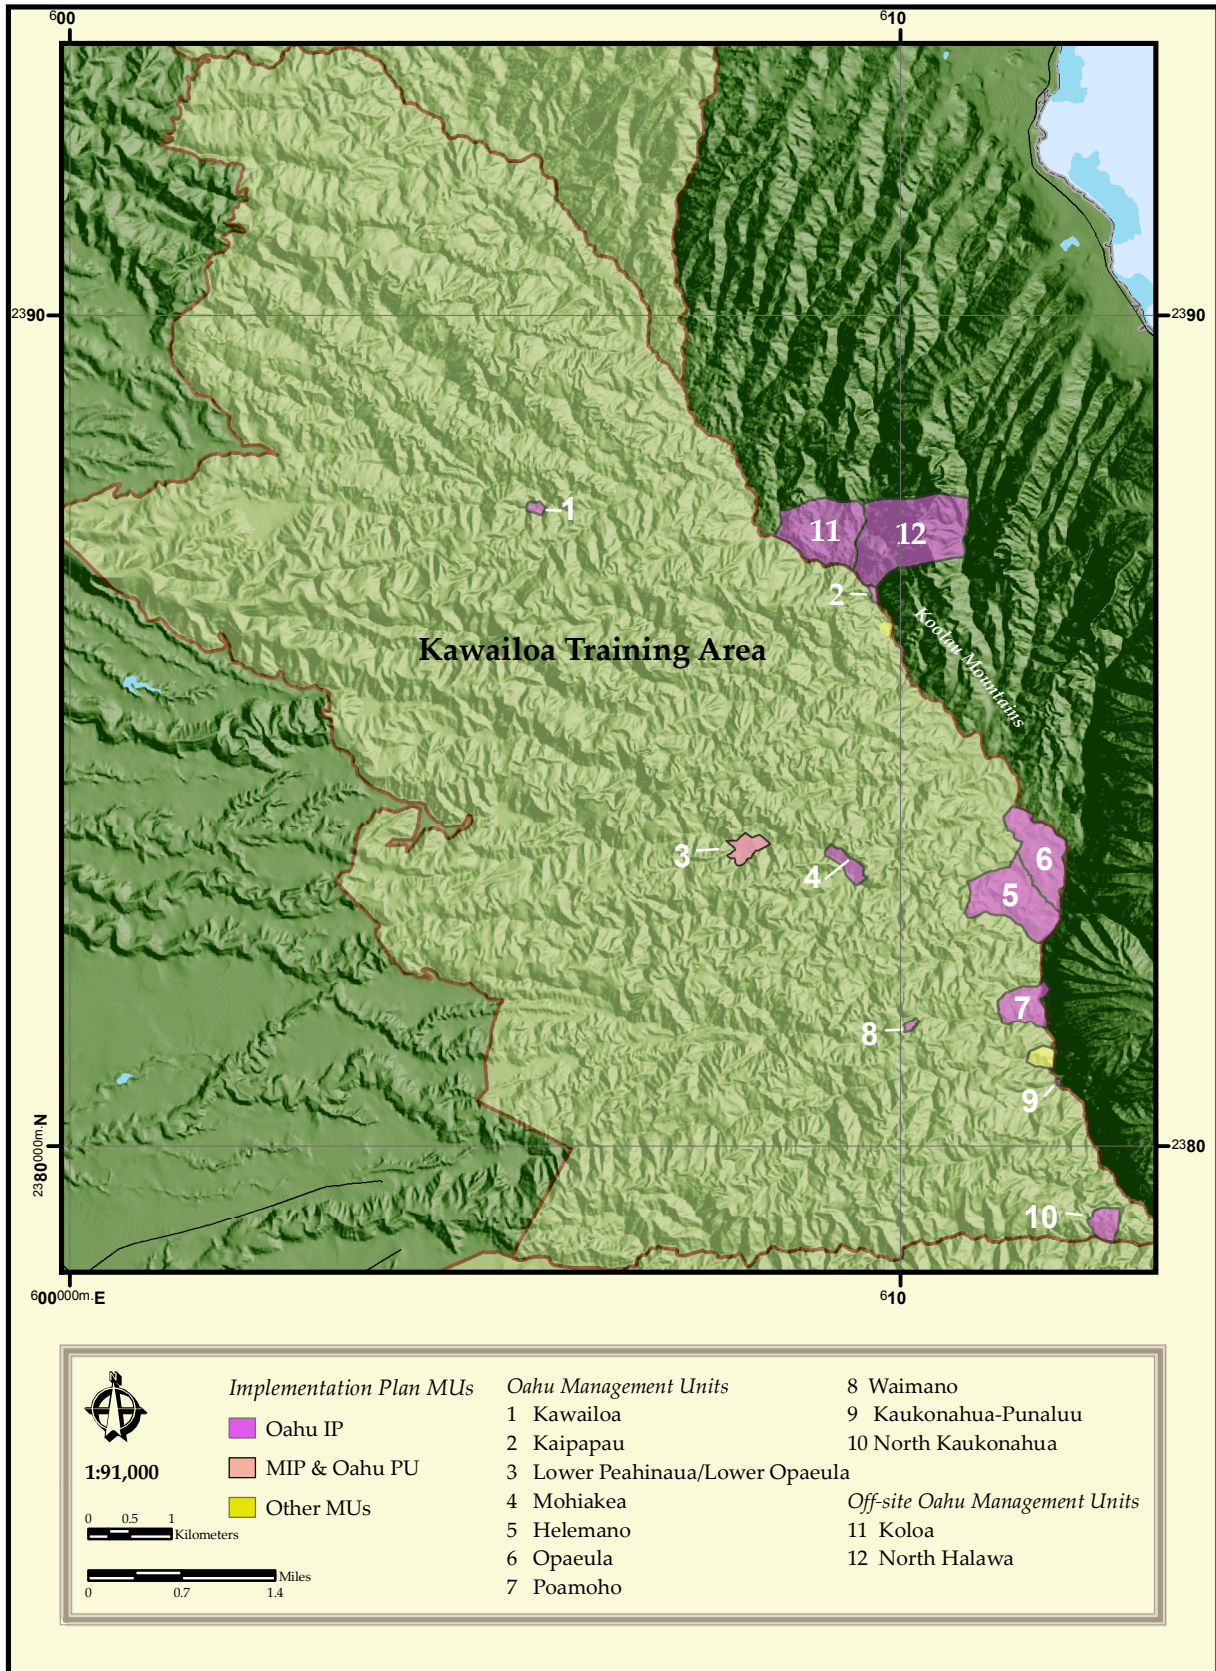 600 610
2390 2390
1
11 12
2
Koolau Mountains
Kawailoa Training Area
3
4
6
5
7
8
9
2380000m.N 2380
10
600000m.E 610
N
1:91,000
0 0.5 1
Kilometers
Miles
0 0.7 1.4
Implementation Plan MUs
Oahu IP
MIP & Oahu PU
Other MUs
Oahu Management Units
1 Kawailoa
2 Kaipapau
3 Lower Peahinaua/Lower Opaeula
4 Mohiakea
5 Helemano
6 Opaeula
7 Poamoho
8 Waimano
9 Kaukonahua-Punaluu
10 North Kaukonahua
Off-site Oahu Management Units
11 Koloa
12 North Halawa